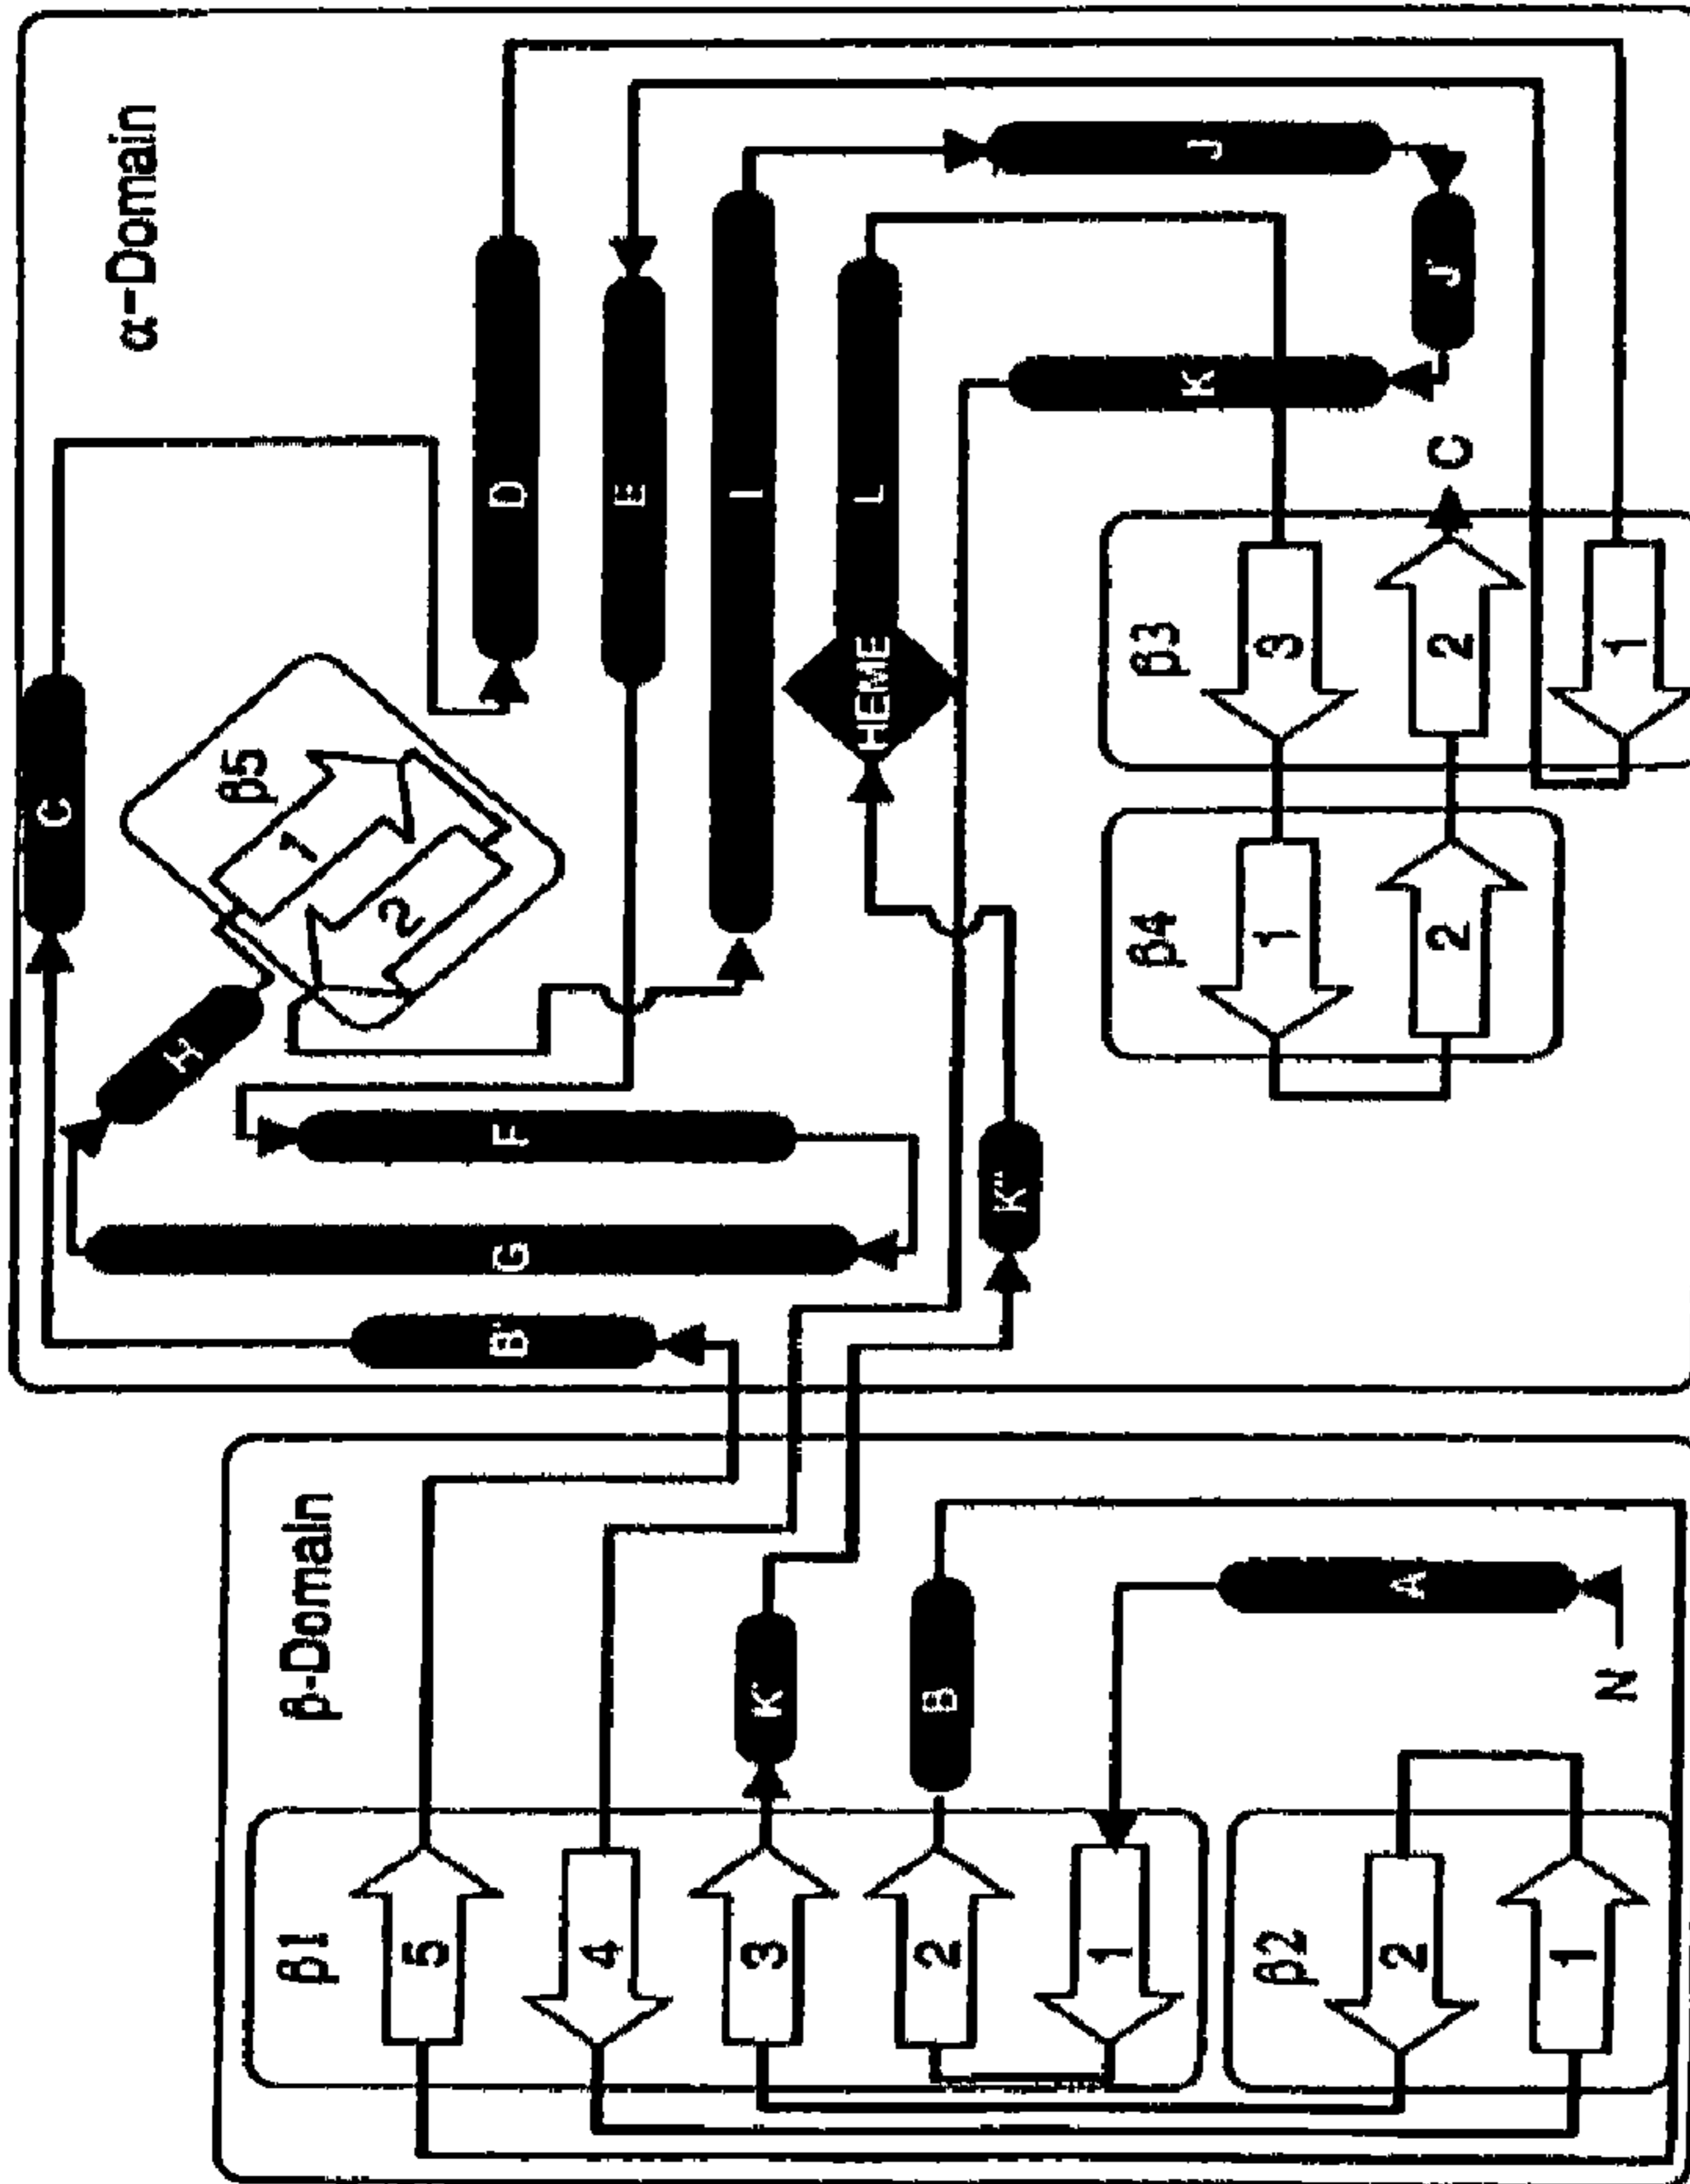 α-Domain
C
β5
1
2
D
E
I
L
HEME
J
J'
K
C
β3
3
2
1
β4
1
2
F
G
B'
K"
β-Domain
β1
5
4
3
2
1
K'
B
A
N
β2
2
1